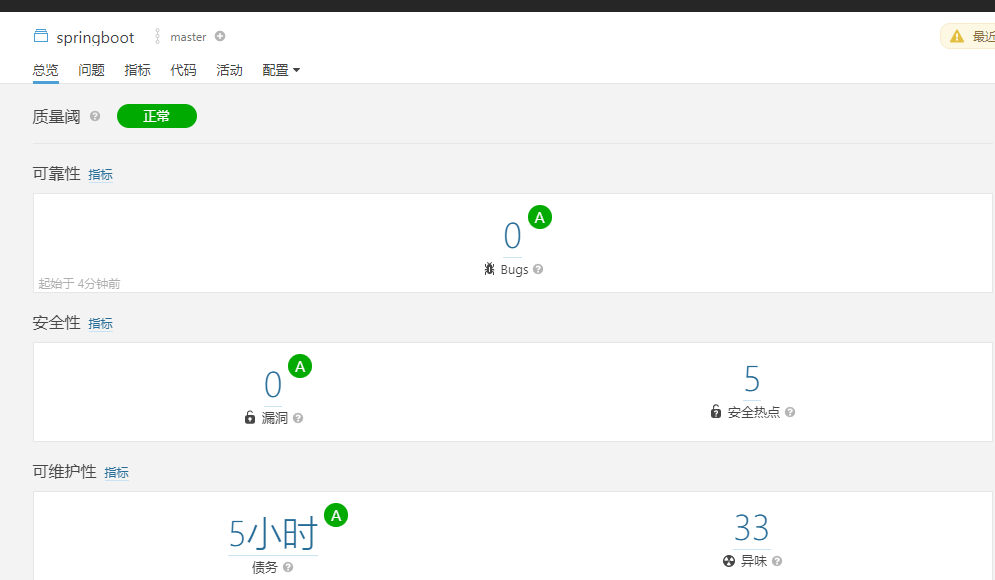 springboot master
最近
总览 问题 指标 代码 活动 配置
质量阈 正常
可靠性 指标
0 A
Bugs
起始于 4分钟前
安全性 指标
0 A
漏洞
5
安全热点
可维护性 指标
5小时 A
债务
33
异味